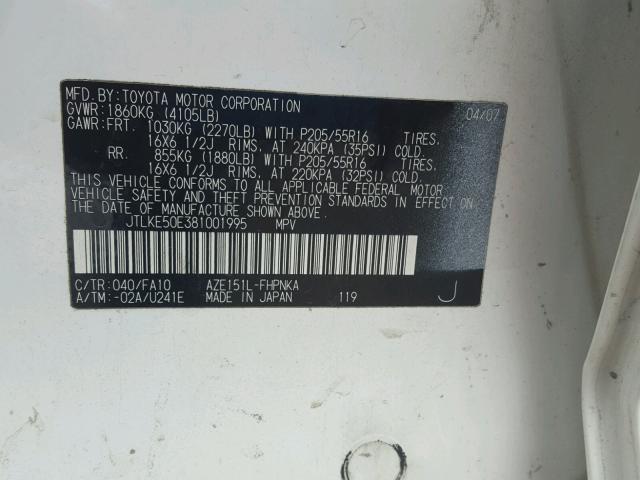 MFD.BY:TOYOTA MOTOR CORPORATION 04/07
GVWR:1860KG (4105LB)
GAWR:FRT. 1030KG (2270LB) WITH P205/55R16 TIRES,
16X6 1/2J RIMS, AT 240KPA (35PSI) COLD
RR. 855KG (1880LB) WITH P205/55R16 TIRES,
16X6 1/2J RIMS, AT 220KPA (32PSI) COLD.
THIS VEHICLE CONFORMS TO ALL APPLICABLE FEDERAL MOTOR
VEHICLE SAFETY AND THEFT PREVENTION STANDARDS IN EFFECT ON
THE DATE OF MANUFACTURE SHOWN ABOVE.
JTLKE50E381001995 MPV
C/TR:040/FA10 AZE151L-FHPNKA
A/TM:-02A/U241E MADE IN JAPAN 119 J